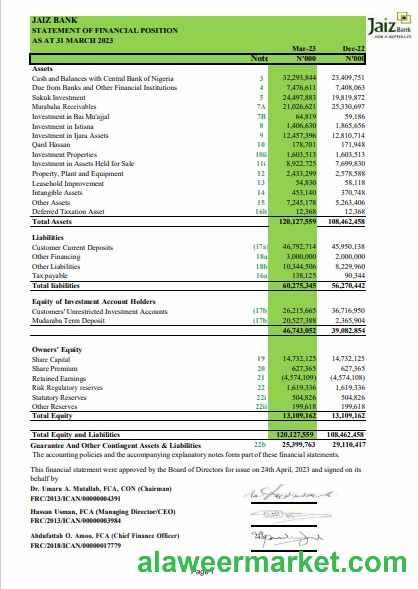 JAIZ BANK
STATEMENT OF FINANCIAL POSITION
AS AT 31 MARCH 2023
Jaiz Bank
Mar-23 Dec-22
Note N'000 N'000
Assets
Cash and Balances with Central Bank of Nigeria 3 32,293,844 23,409,751
Due from Banks and Other Financial Institutions 4 7,476,611 7,408,063
Sukuk Investment 5 24,497,883 19,819,872
Murabaha Receivables 7A 21,026,621 25,330,697
Investment in Bai Mu'ajjal 7B 64,819 59,186
Investment in Istisna 8 1,406,630 1,865,656
Investment in Ijara Assets 9 12,457,396 12,810,714
Qard Hassan 10 178,701 171,948
Investment Properties 1,603,513 1,603,513
Investment in Assets Held for Sale 11i 8,922,725 7,699,830
Property, Plant and Equipment 12 2,433,299 2,578,588
Leasehold Improvement 13 54,830 58,118
Intangible Assets 14 453,140 370,748
Other Assets 15 7,245,178 5,263,406
Deferred Taxation Asset 16b 12,368 12,368
Total Assets 120,127,559 108,462,458
Liabilities
Customer Current Deposits (17a) 46,792,714 45,950,138
Other Financing 18a 3,000,000 2,000,000
Other Liabilities 18b 10,344,506 8,229,960
Tax payable 16a 138,125 90,344
Total liabilities 60,275,345 56,270,442
Equity of Investment Account Holders
Customers' Unrestricted Investment Accounts (17b 26,215,665 36,716,950
Mudaraba Term Deposit (17b 20,527,388 2,365,904
46,743,052 39,082,854
Owners' Equity
Share Capital 19 14,732,125 14,732,125
Share Premium 20 627,365 627,365
Retained Earnings 21 (4,574,109) (4,574,108)
Risk Regulatory reserves 22 1,619,336 1,619,336
Statutory Reserves 22i 504,826 504,826
Other Reserves 22ii 199,618 199,618
Total Equity 13,109,162 13,109,162
Total Equity and Liabilities 120,127,559 108,462,458
Guarantee And Other Contingent Assets & Liabilities 22b 25,399,763 29,110,417
The accounting policies and the accompanying explanatory notes form part of these financial statements.
This financial statement were approved by the Board of Directors for issue on 24th April, 2023 and signed on its
behalf by
Dr. Umaru A. Mutallab, FCA, CON (Chairman)
FRC/2013/ICAN/00000004391
Hassan Usman, FCA (Managing Director/CEO)
FRC/2013/ICAN/00000003984
Abdulfattah O. Amoo, FCA (Chief Finance Officer)
FRC/2018/ICAN/00000017779
alaweermarket.com
Page 1